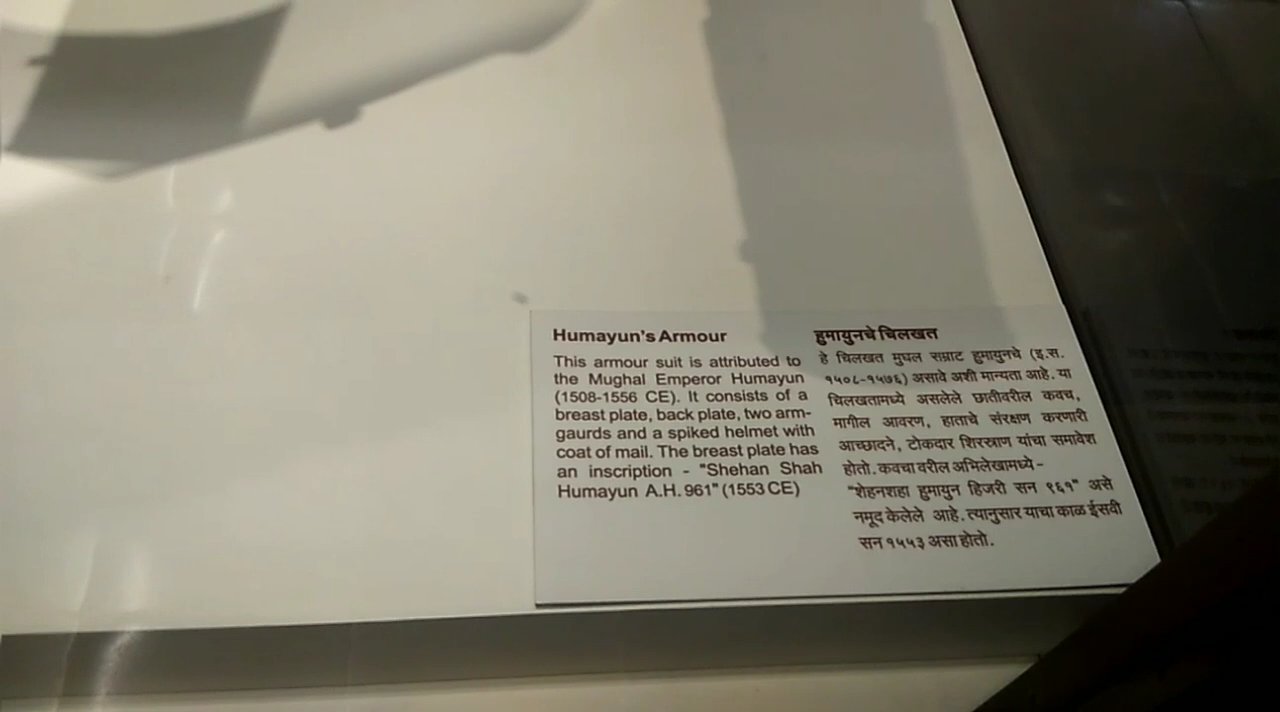 Humayun's Armour
This armour suit is attributed to
the Mughal Emperor Humayun
(1508-1556 CE). It consists of a
breast plate, back plate, two arm-
gaurds and a spiked helmet with
coat of mail. The breast plate has
an inscription - "Shehan Shah
Humayun A.H. 961" (1553 CE)
हुमायुनचे चिलखत
हे चिलखत मुघल सम्राट हुमायुनचे (इ.स.
१५०८-१५७६) असावे अशी मान्यता आहे. या
चिलखतामध्ये असलेले छातीवरील कवच,
मागील आवरण, हाताचे संरक्षण करणारी
आच्छादने, टोकदार शिरस्त्राण यांचा समावेश
होतो. कवचा वरील अभिलेखामध्ये -
"शेहनशहा हुमायुन हिजरी सन ९६१" असे
नमूद केलेले आहे. त्यानुसार याचा काळ ईसवी
सन १५५३ असा होतो.